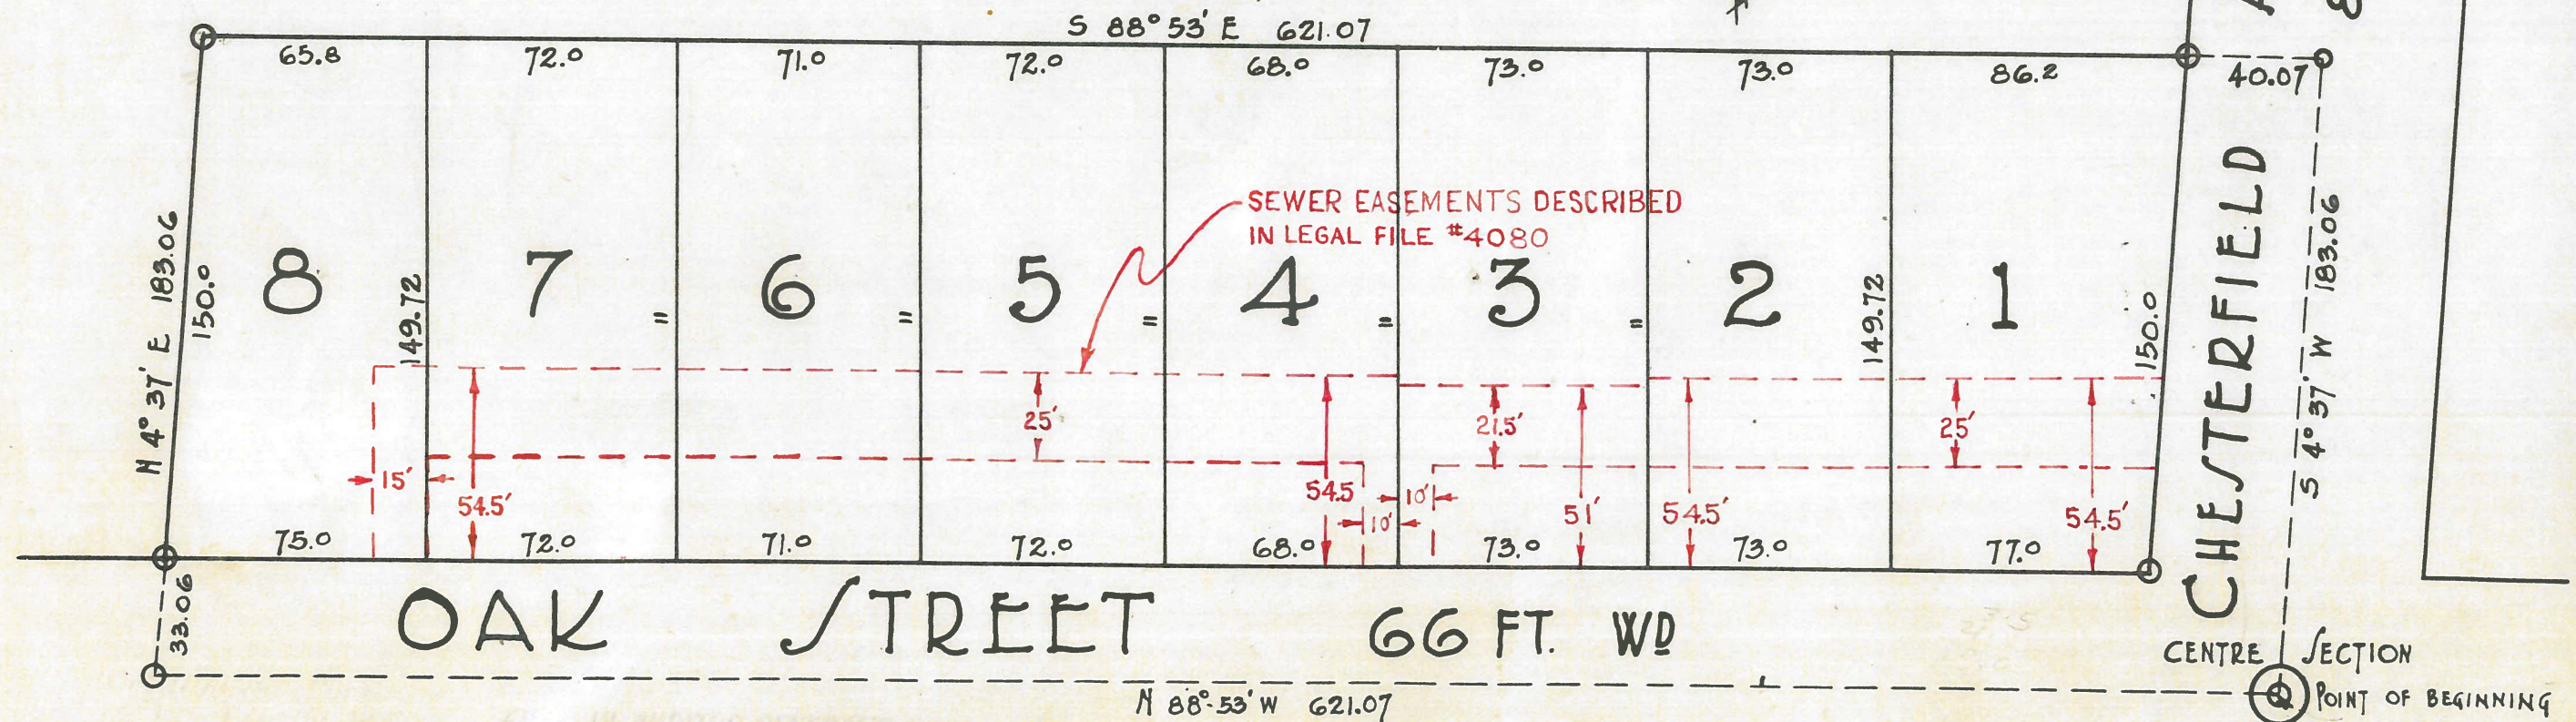 S 88° 53' E 621.07
65.8 72.0 71.0 72.0 68.0 73.0 73.0 86.2 40.07
SEWER EASEMENTS DESCRIBED
IN LEGAL FILE #4080
N 4° 37' E 183.06
150.0
8
149.72
7
=
6
=
5
=
4
=
3
=
2
149.72
1
150.0
CHESTERFIELD
S 4° 37' W 183.06
25'
21.5'
25'
15'
54.5'
54.5
10'
10'
51'
54.5'
54.5'
75.0 72.0 71.0 72.0 68.0 73.0 73.0 77.0
33.06
OAK STREET 66 FT. WD
CENTRE SECTION
POINT OF BEGINNING
N 88°-53' W 621.07